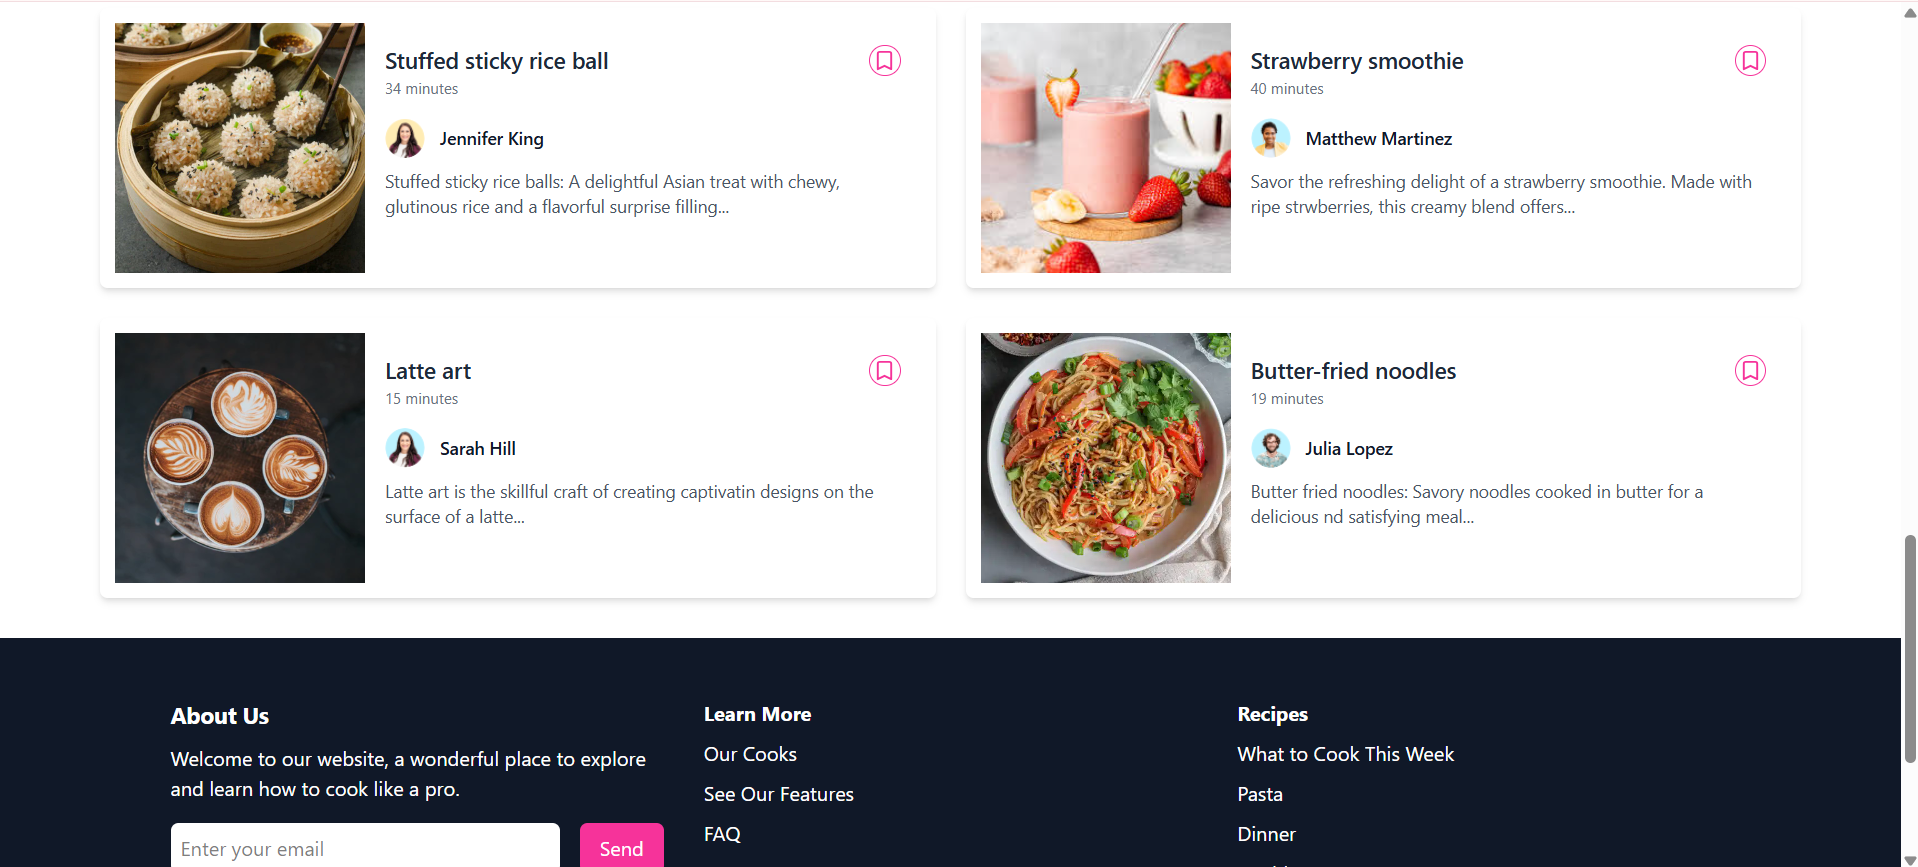 Stuffed sticky rice ball
34 minutes
Jennifer King
Stuffed sticky rice balls: A delightful Asian treat with chewy,
glutinous rice and a flavorful surprise filling...
Strawberry smoothie
40 minutes
Matthew Martinez
Savor the refreshing delight of a strawberry smoothie. Made with
ripe strwberries, this creamy blend offers...
Latte art
15 minutes
Sarah Hill
Latte art is the skillful craft of creating captivatin designs on the
surface of a latte...
Butter-fried noodles
19 minutes
Julia Lopez
Butter fried noodles: Savory noodles cooked in butter for a
delicious nd satisfying meal...
About Us
Welcome to our website, a wonderful place to explore
and learn how to cook like a pro.
Enter your email
Send
Learn More
Our Cooks
See Our Features
FAQ
Recipes
What to Cook This Week
Pasta
Dinner